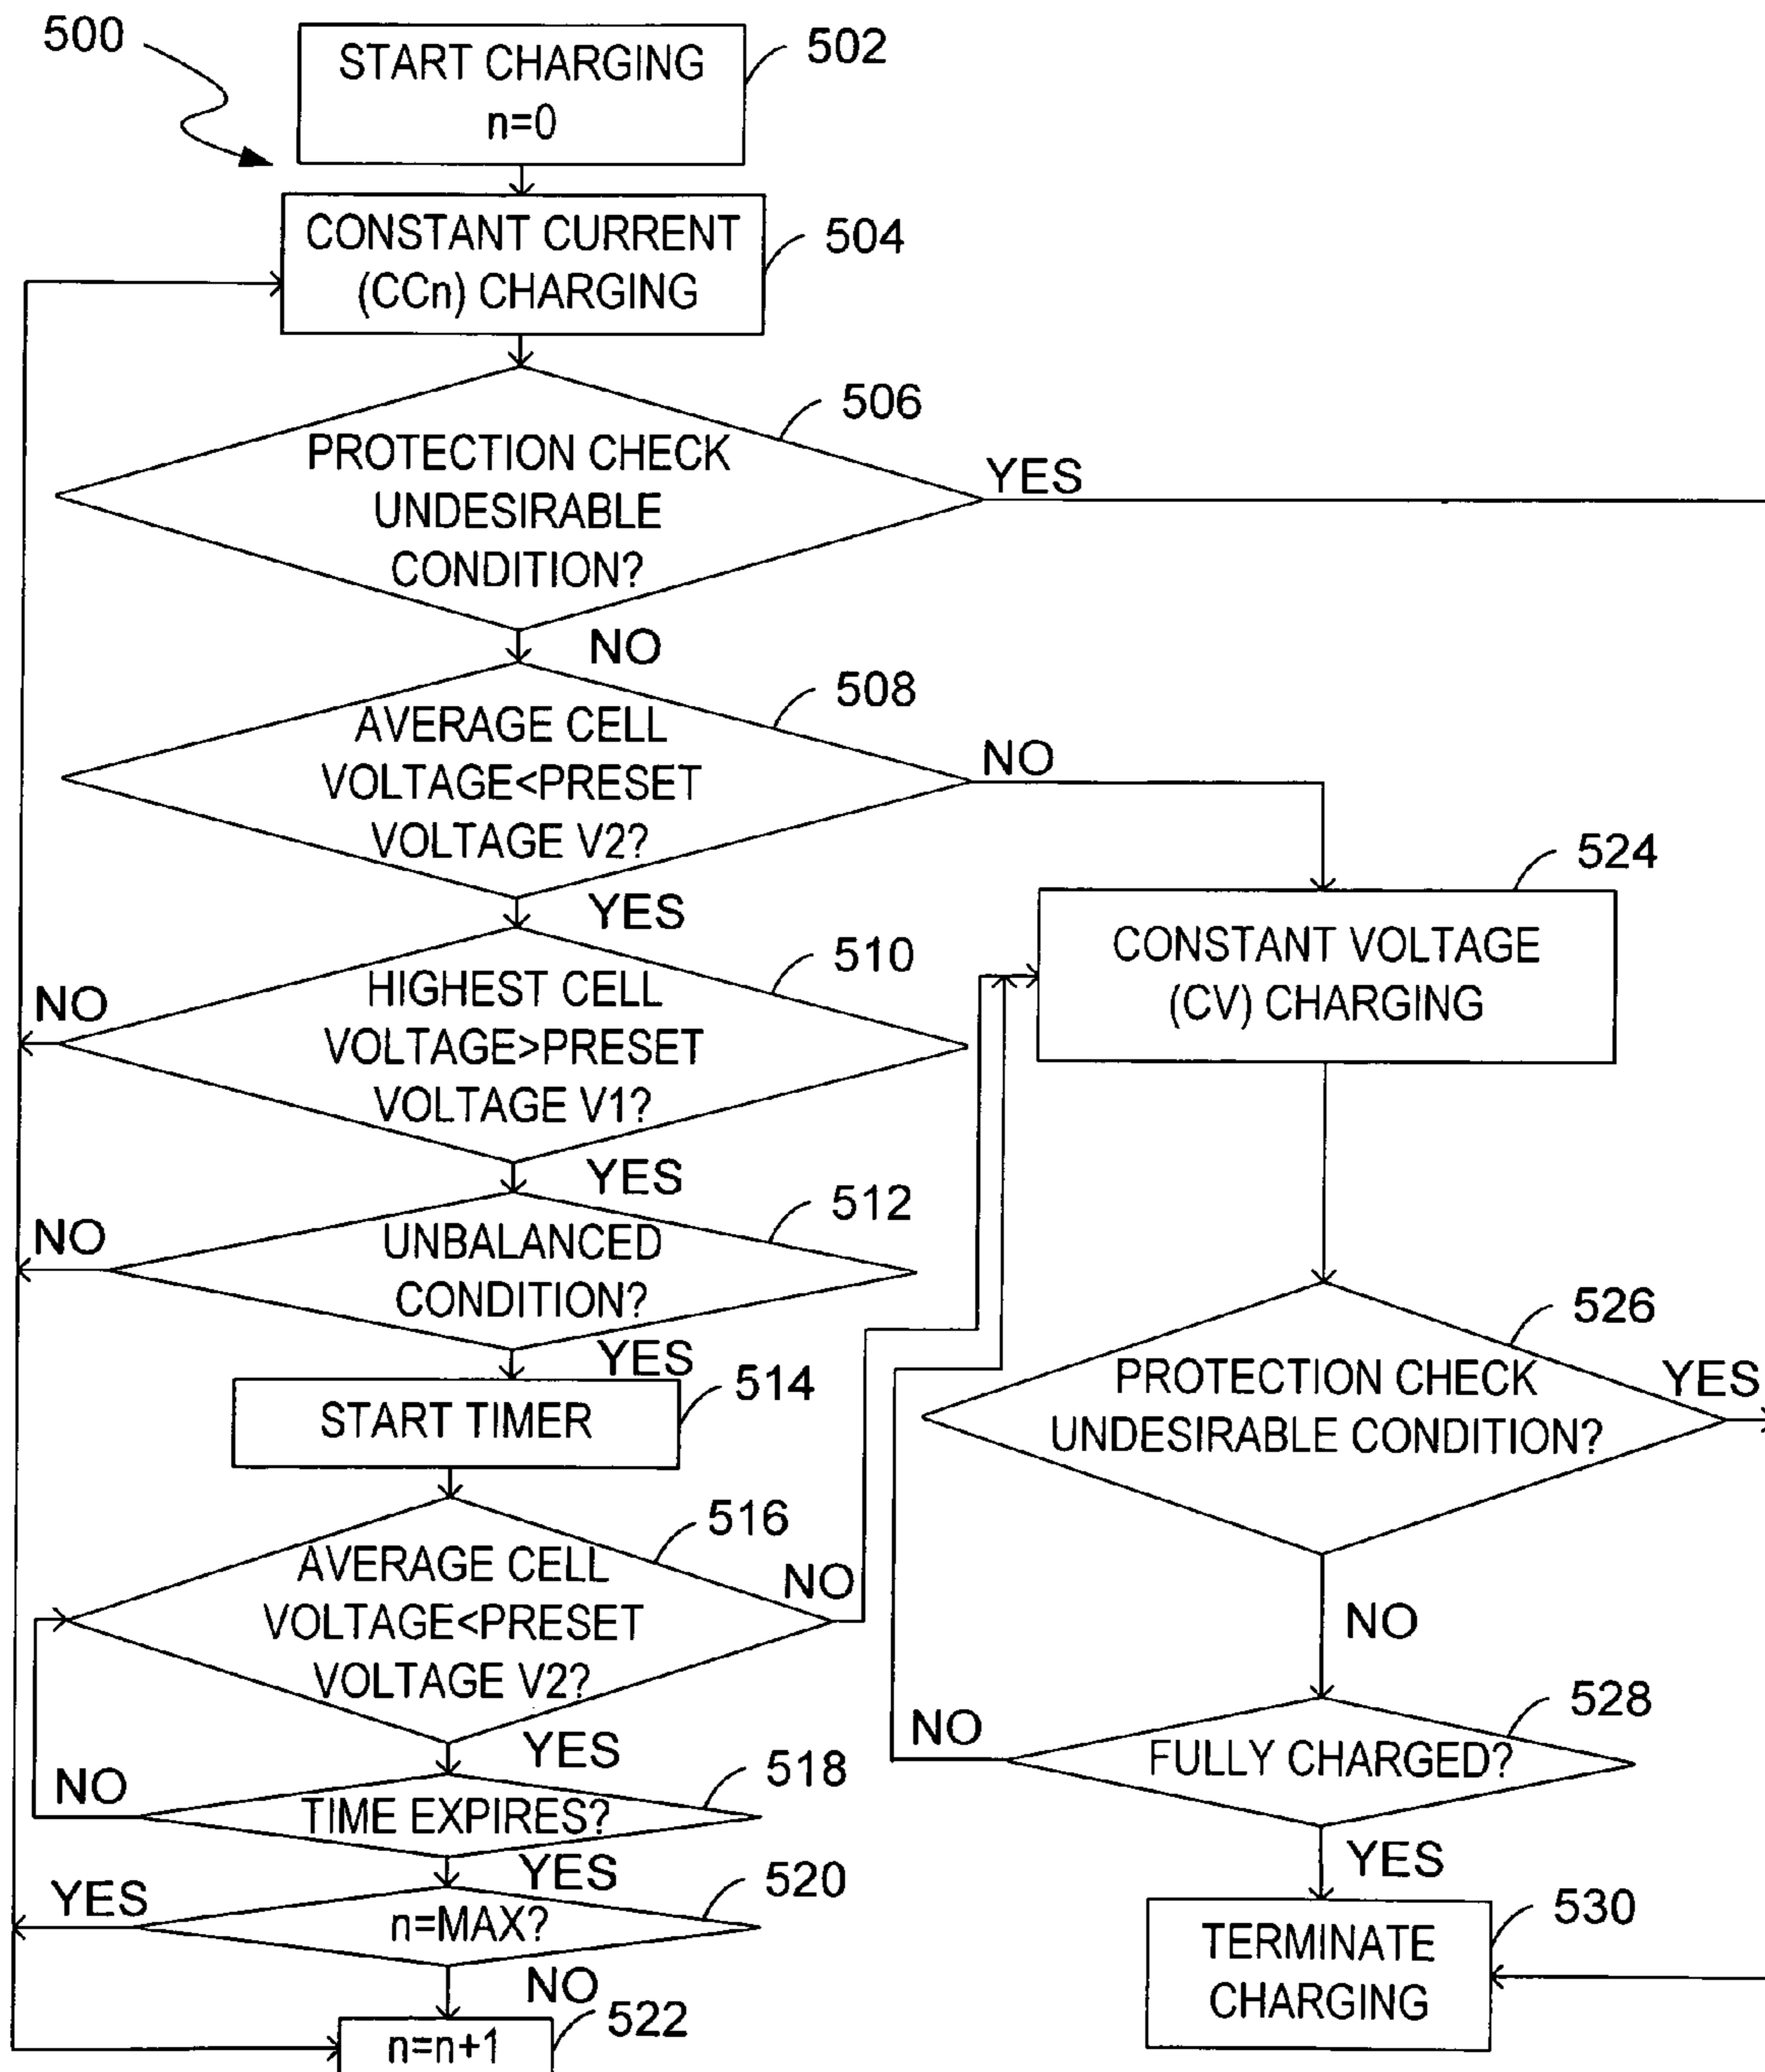 500
START CHARGING
n=0
502
CONSTANT CURRENT
(CCn) CHARGING
504
PROTECTION CHECK
UNDESIRABLE
CONDITION?
506
YES
NO
AVERAGE CELL
VOLTAGE<PRESET
VOLTAGE V2?
508
NO
YES
HIGHEST CELL
VOLTAGE>PRESET
VOLTAGE V1?
510
NO
YES
UNBALANCED
CONDITION?
512
NO
YES
START TIMER
514
AVERAGE CELL
VOLTAGE<PRESET
VOLTAGE V2?
516
NO
YES
TIME EXPIRES?
518
NO
YES
n=MAX?
520
YES
NO
n=n+1
522
CONSTANT VOLTAGE
(CV) CHARGING
524
PROTECTION CHECK
UNDESIRABLE CONDITION?
526
YES
NO
FULLY CHARGED?
528
NO
YES
TERMINATE
CHARGING
530